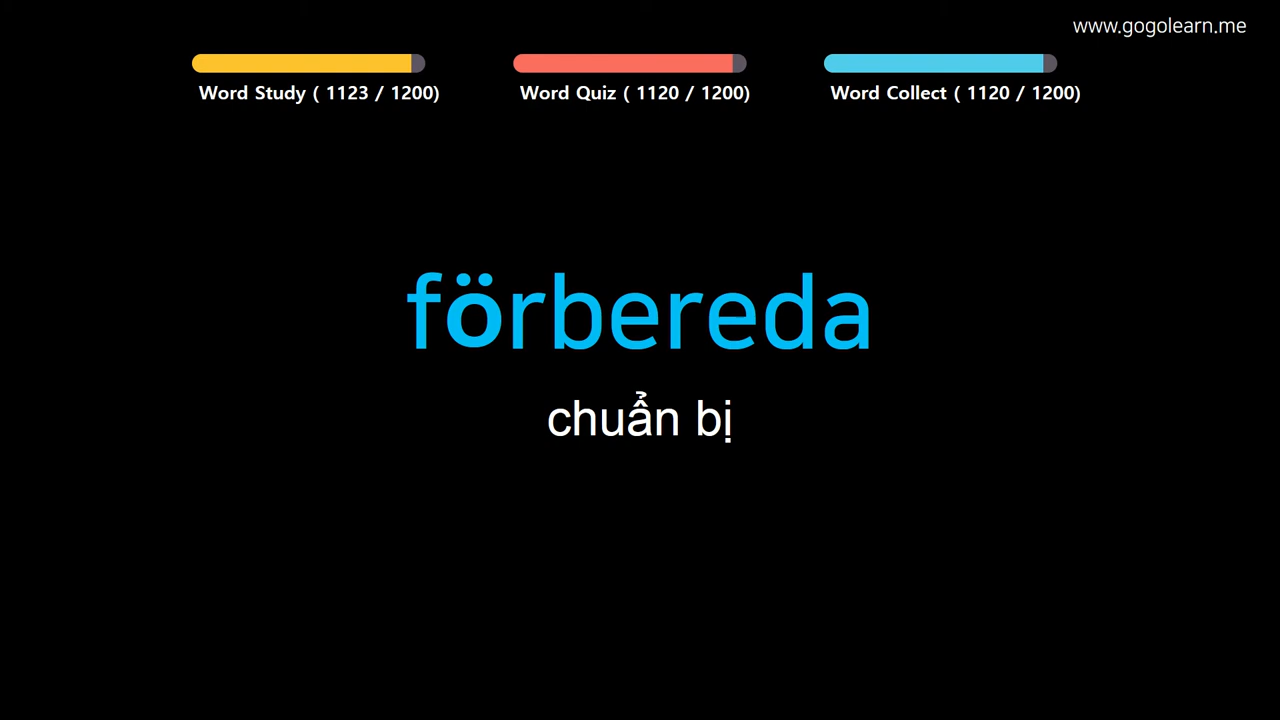 www.gogolearn.me
Word Study ( 1123 / 1200)
Word Quiz ( 1120 / 1200)
Word Collect ( 1120 / 1200)
förbereda
chuẩn bị